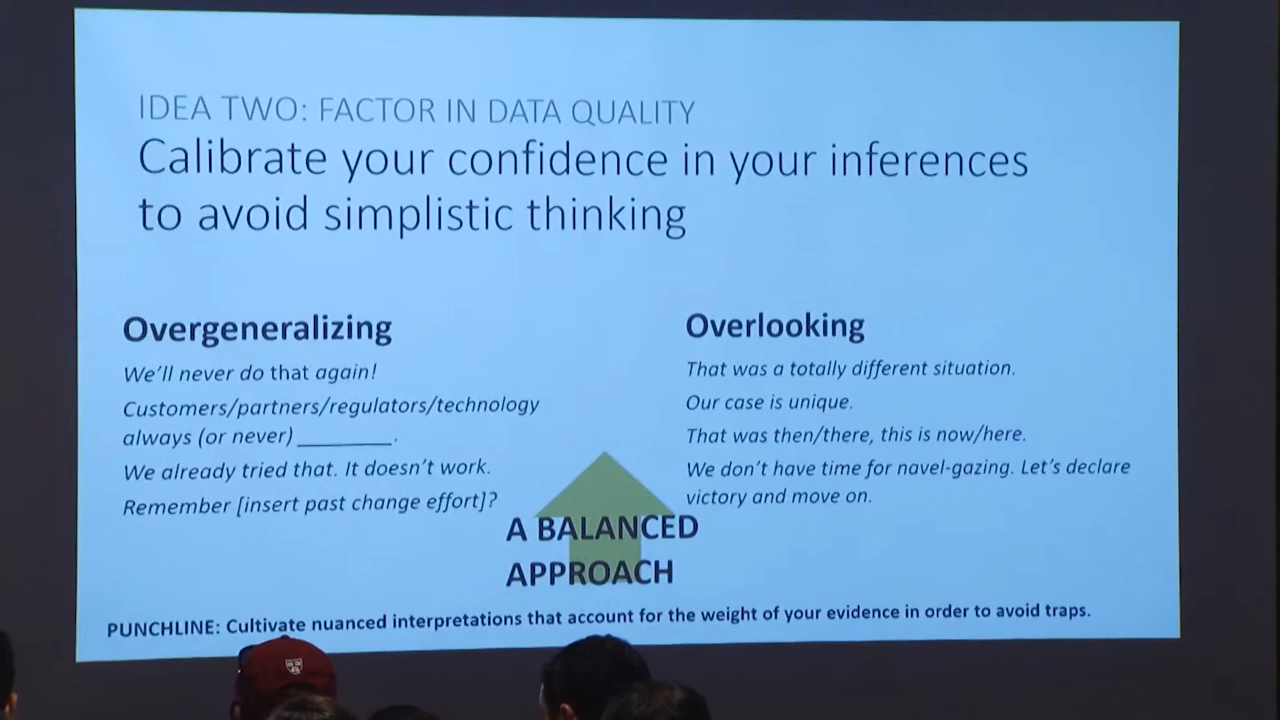 IDEA TWO: FACTOR IN DATA QUALITY
Calibrate your confidence in your inferences
to avoid simplistic thinking
Overgeneralizing
We'll never do that again!
Customers/partners/regulators/technology
always (or never) ________.
We already tried that. It doesn't work.
Remember [insert past change effort]?
Overlooking
That was a totally different situation.
Our case is unique.
That was then/there, this is now/here.
We don't have time for navel-gazing. Let's declare
victory and move on.
A BALANCED
APPROACH
PUNCHLINE: Cultivate nuanced interpretations that account for the weight of your evidence in order to avoid traps.